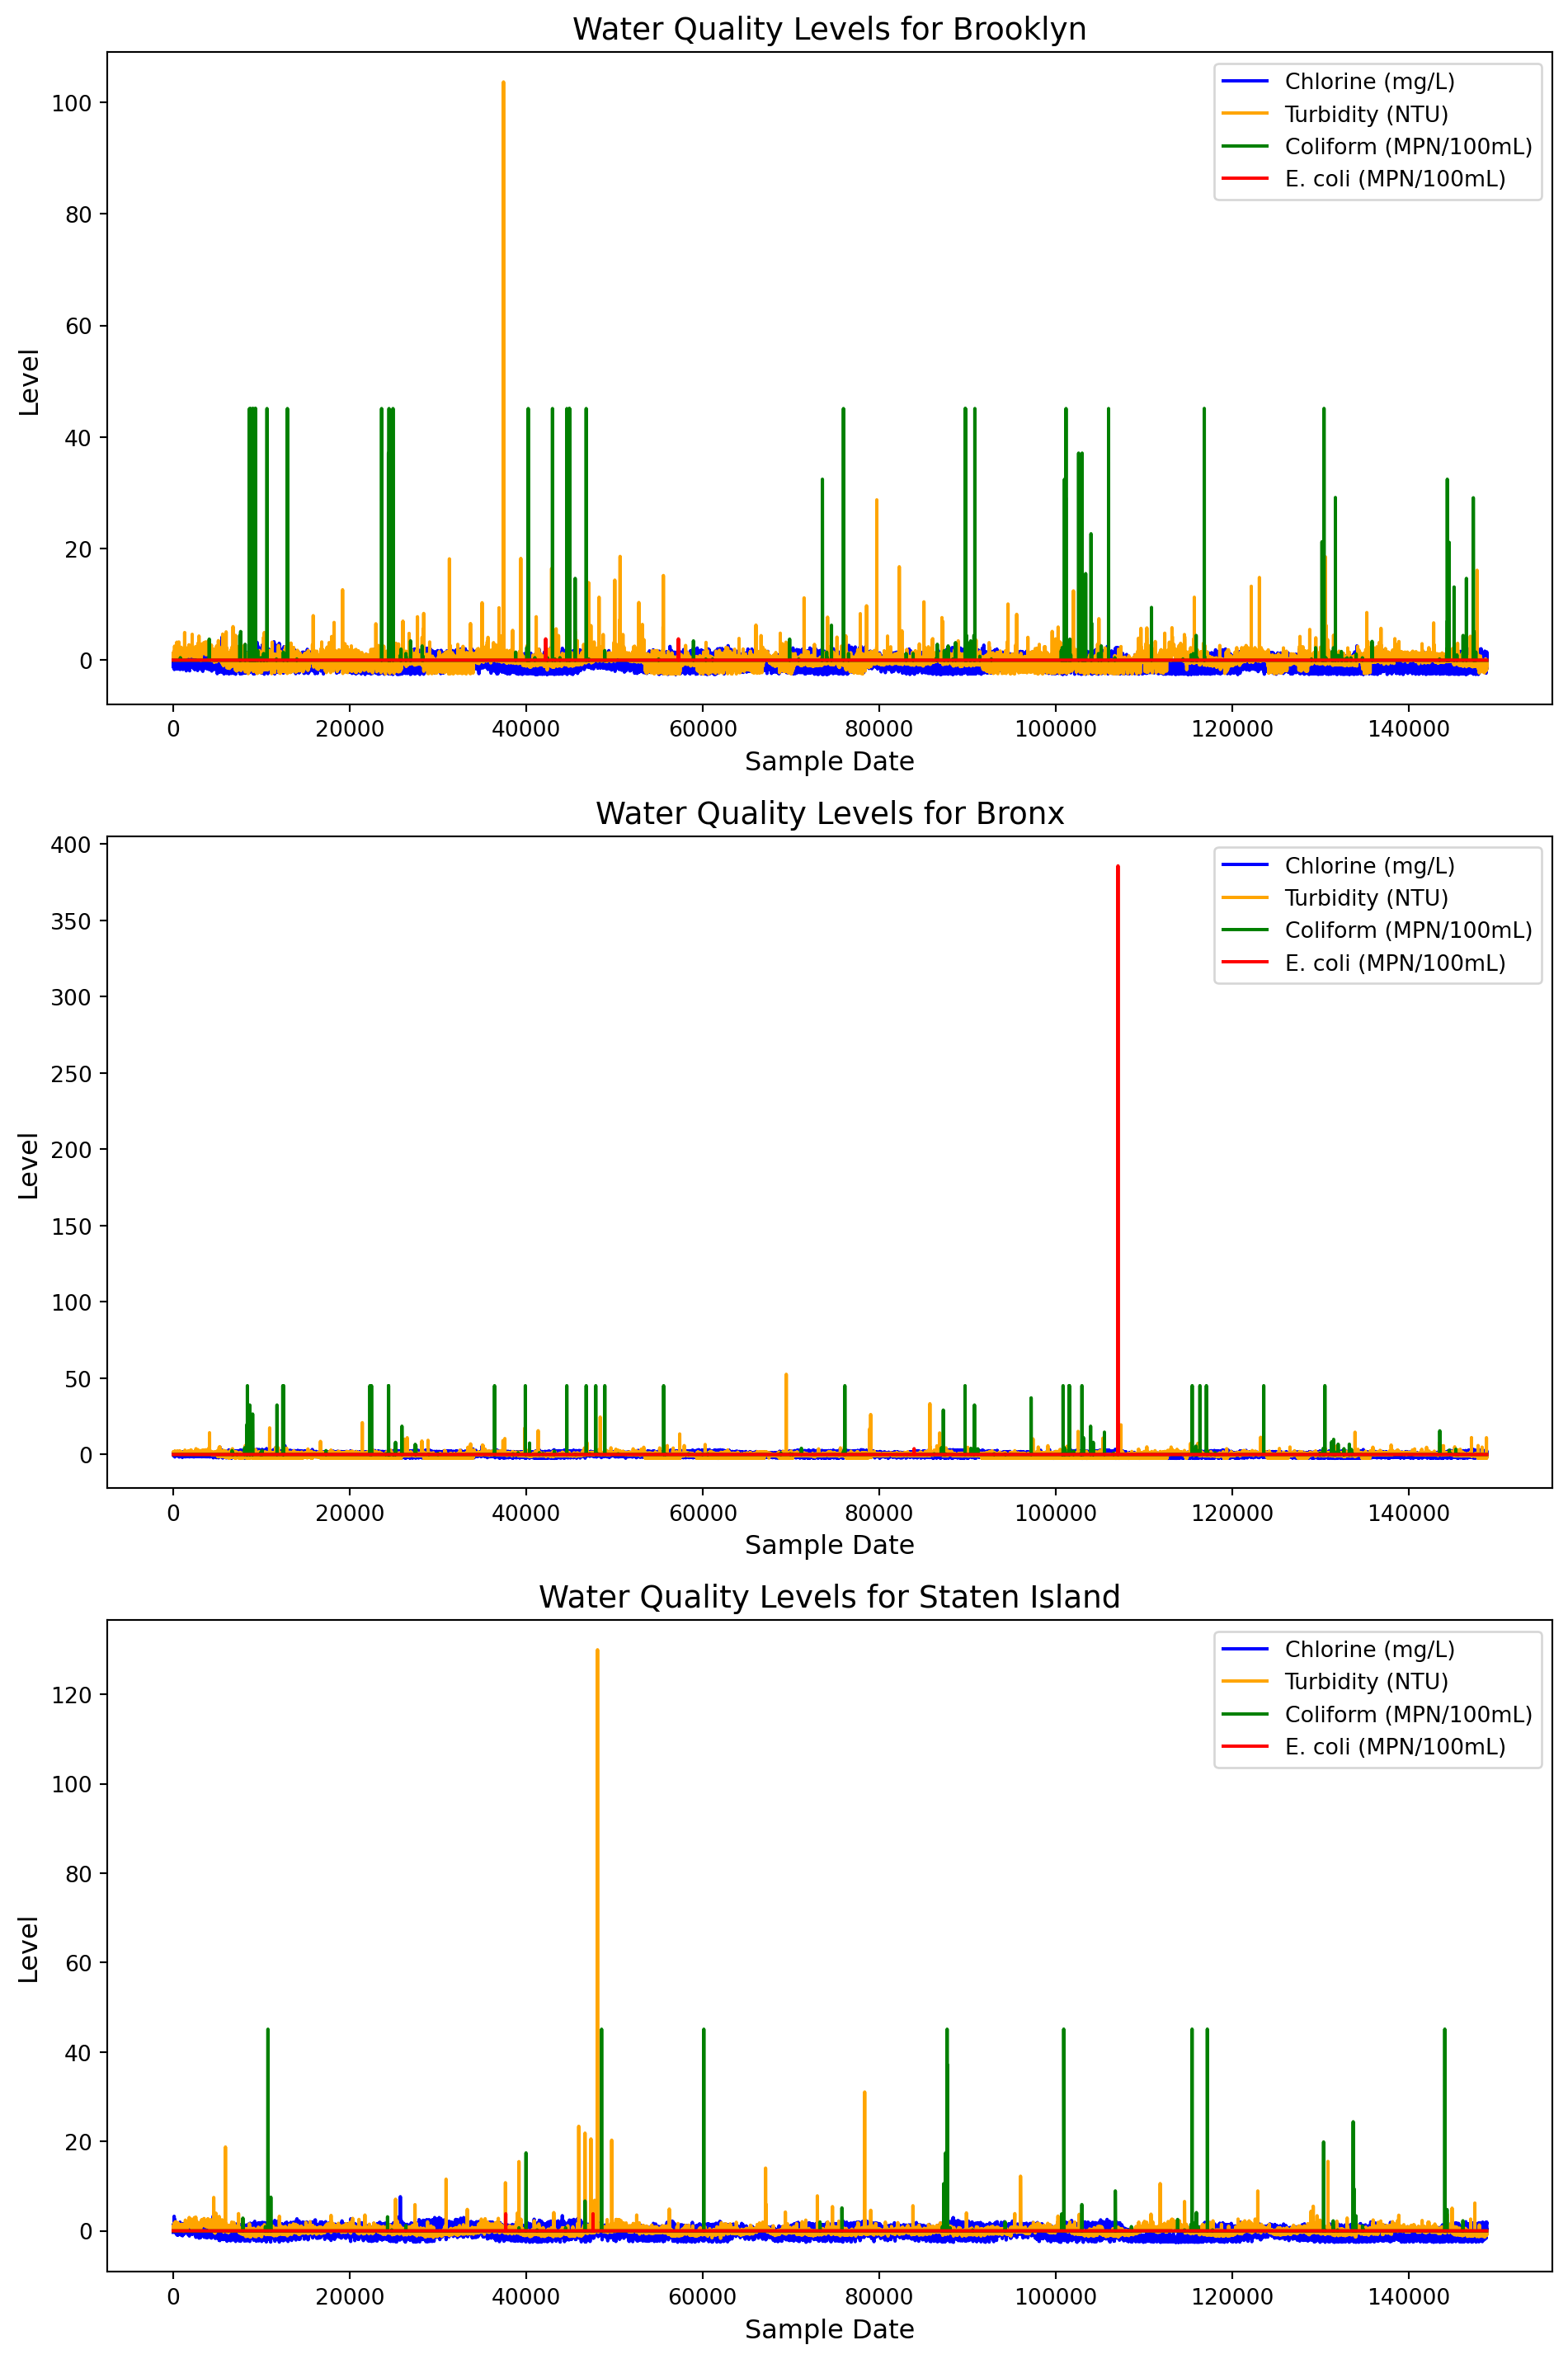 Water Quality Levels for Brooklyn
Chlorine (mg/L)
Turbidity (NTU)
Coliform (MPN/100mL)
E. coli (MPN/100mL)
100
80
60
40
20
0
Level
0 20000 40000 60000 80000 100000 120000 140000
Sample Date
Water Quality Levels for Bronx
Chlorine (mg/L)
Turbidity (NTU)
Coliform (MPN/100mL)
E. coli (MPN/100mL)
400
350
300
250
200
150
100
50
0
Level
0 20000 40000 60000 80000 100000 120000 140000
Sample Date
Water Quality Levels for Staten Island
Chlorine (mg/L)
Turbidity (NTU)
Coliform (MPN/100mL)
E. coli (MPN/100mL)
120
100
80
60
40
20
0
Level
0 20000 40000 60000 80000 100000 120000 140000
Sample Date